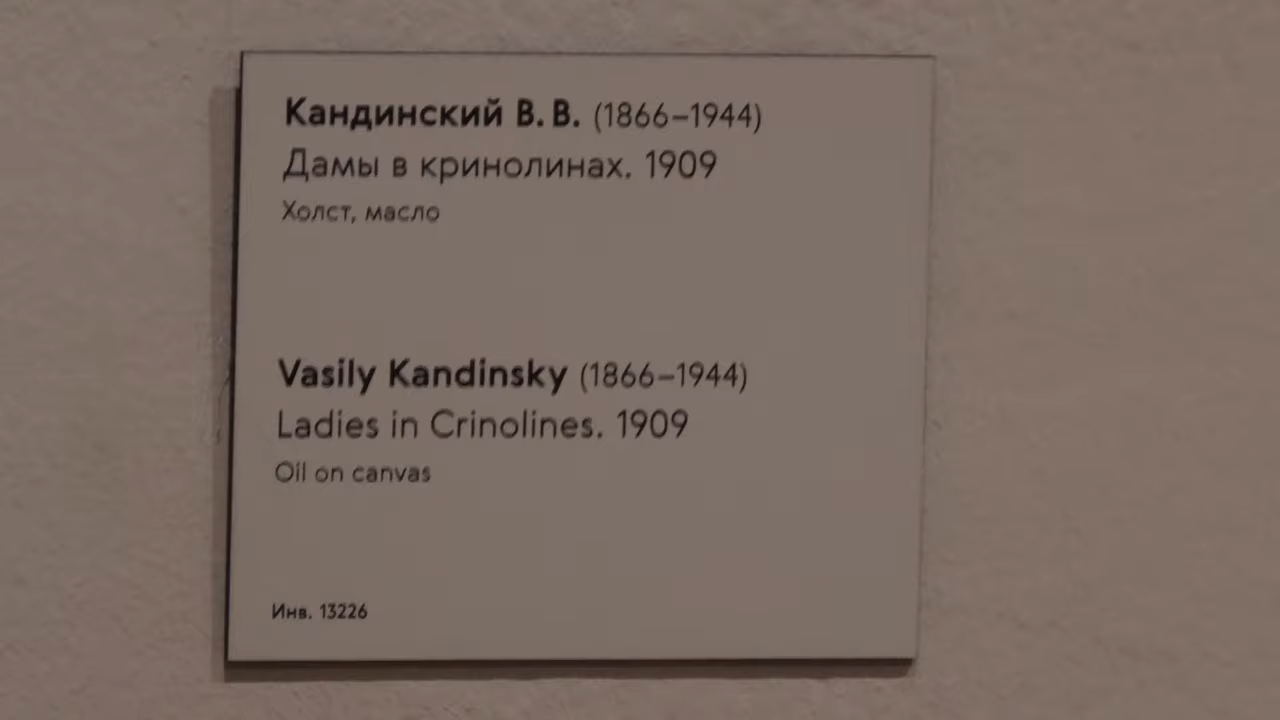 Кандинский В. В. (1866–1944)
Дамы в кринолинах. 1909
Холст, масло
Vasily Kandinsky (1866–1944)
Ladies in Crinolines. 1909
Oil on canvas
Инв. 13226